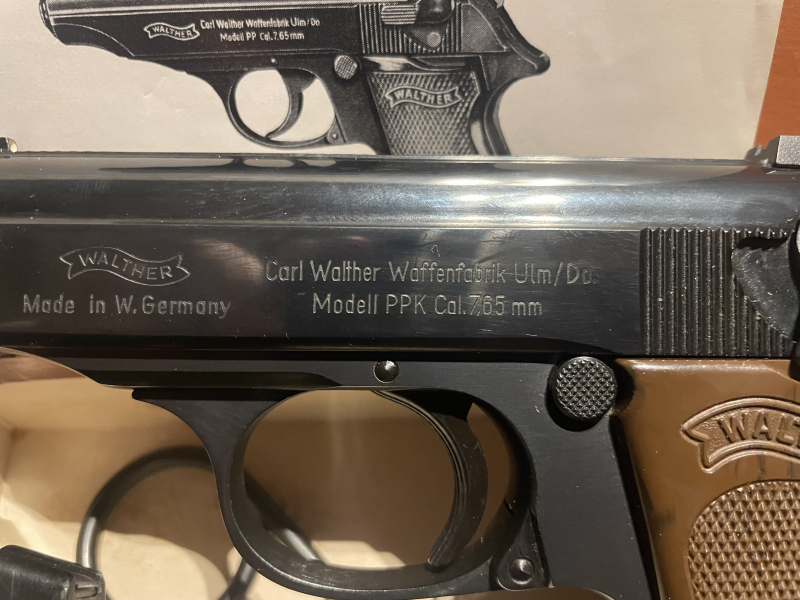 WALTHER
Carl Walther Waffenfabrik Ulm/Do
Modell PP Cal. 7,65 mm
WALTHER
WALTHER
Made in W. Germany
Carl Walther Waffenfabrik Ulm/Do.
Modell PPK Cal. 7,65 mm